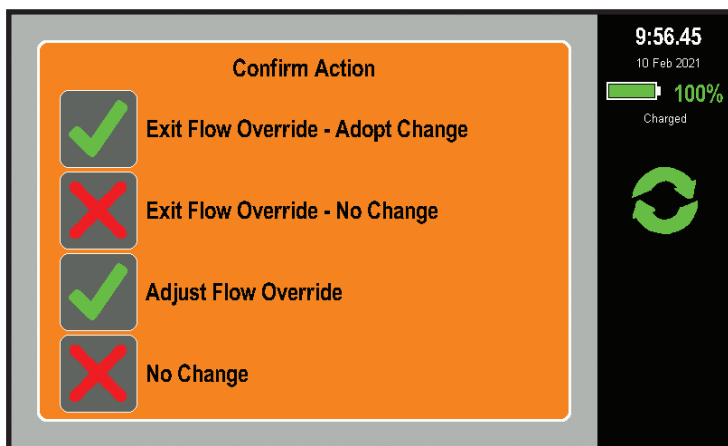 Confirm Action
Exit Flow Override - Adopt Change
Exit Flow Override - No Change
Adjust Flow Override
No Change
9:56.45
10 Feb 2021
100%
Charged